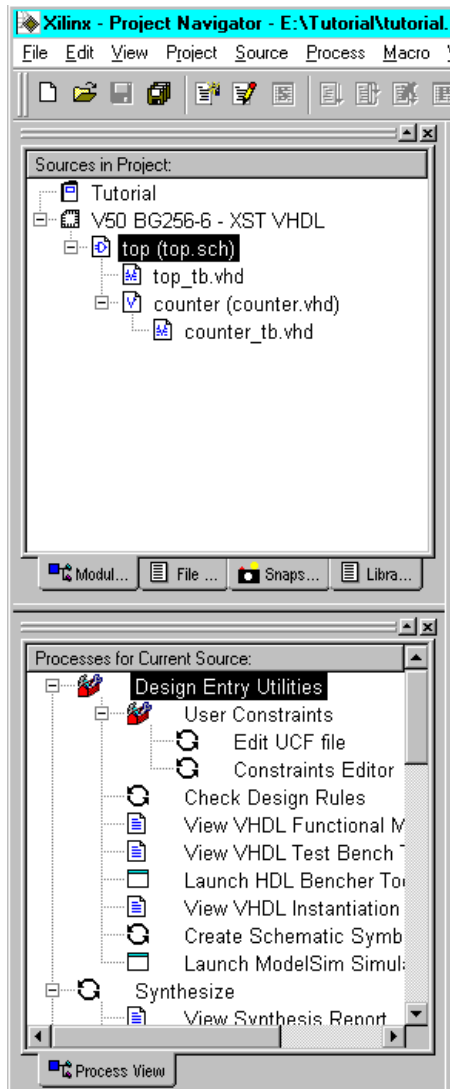 Xilinx - Project Navigator - E:\Tutorial\tutorial.
File Edit View Project Source Process Macro
Sources in Project:
Tutorial
V50 BG256-6 - XST VHDL
top (top.sch)
top_tb.vhd
counter (counter.vhd)
counter_tb.vhd
Modul... File ... Snaps... Libra...
Processes for Current Source:
Design Entry Utilities
User Constraints
Edit UCF file
Constraints Editor
Check Design Rules
View VHDL Functional M
View VHDL Test Bench T
Launch HDL Bencher Too
View VHDL Instantiation
Create Schematic Symb
Launch ModelSim Simula
Synthesize
View Synthesis Report
Process View